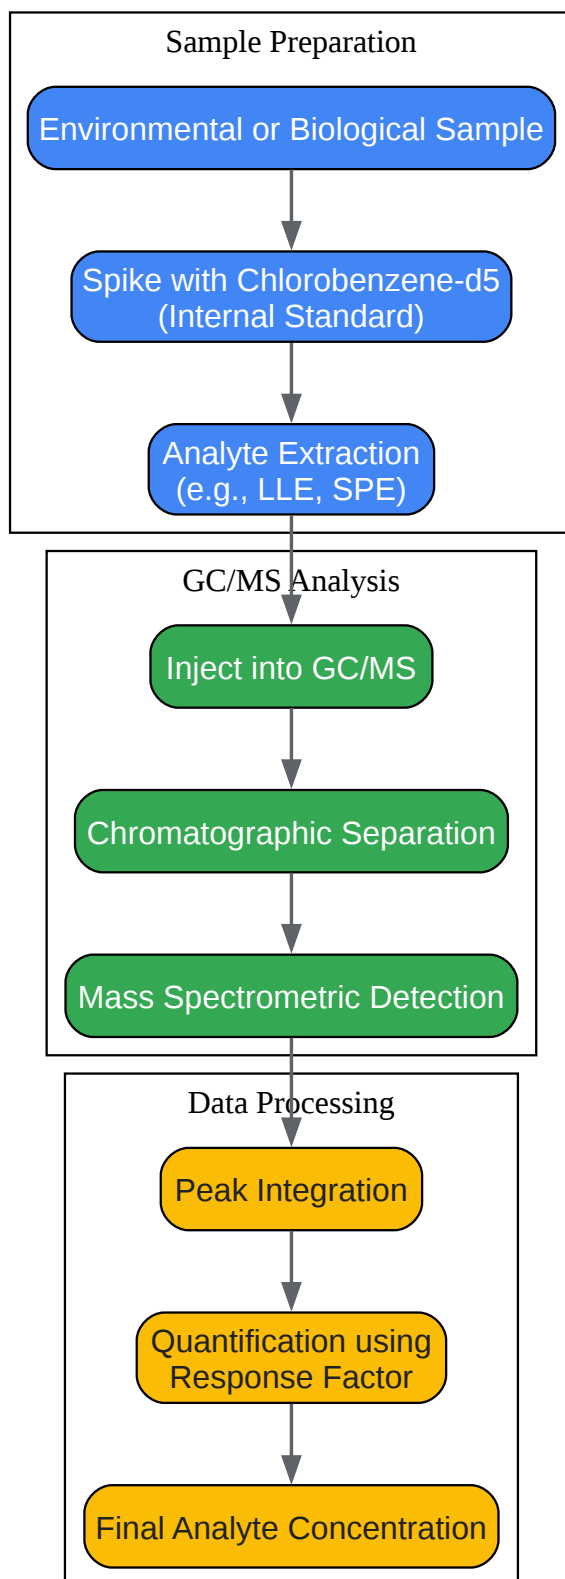 Sample Preparation
Environmental or Biological Sample
Spike with Chlorobenzene-d5
(Internal Standard)
Analyte Extraction
(e.g., LLE, SPE)
GC/MS Analysis
Inject into GC/MS
Chromatographic Separation
Mass Spectrometric Detection
Data Processing
Peak Integration
Quantification using
Response Factor
Final Analyte Concentration